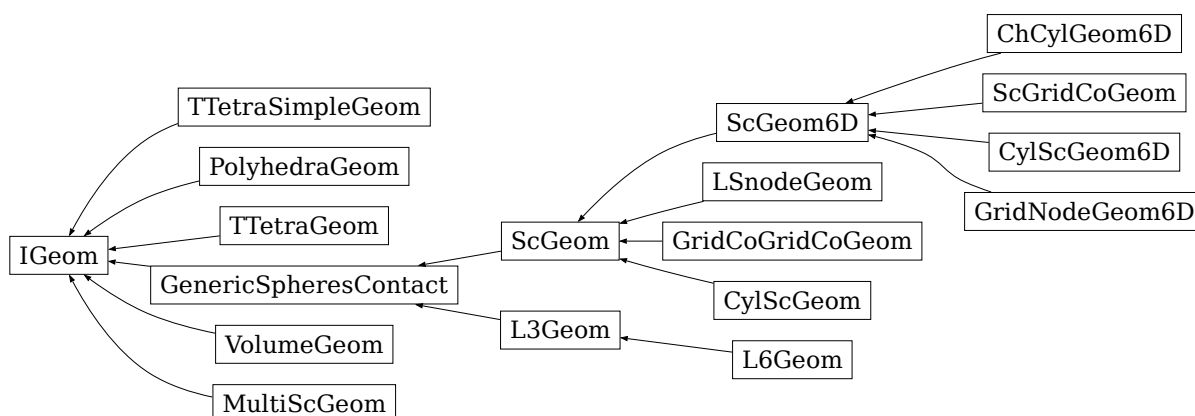 ChCylGeom6D
TTetraSimpleGeom
ScGridCoGeom
ScGeom6D
CylScGeom6D
PolyhedraGeom
LSnodeGeom
GridNodeGeom6D
TTetraGeom
IGeom
ScGeom
GridCoGridCoGeom
GenericSpheresContact
CylScGeom
L3Geom
VolumeGeom
L6Geom
MultiScGeom